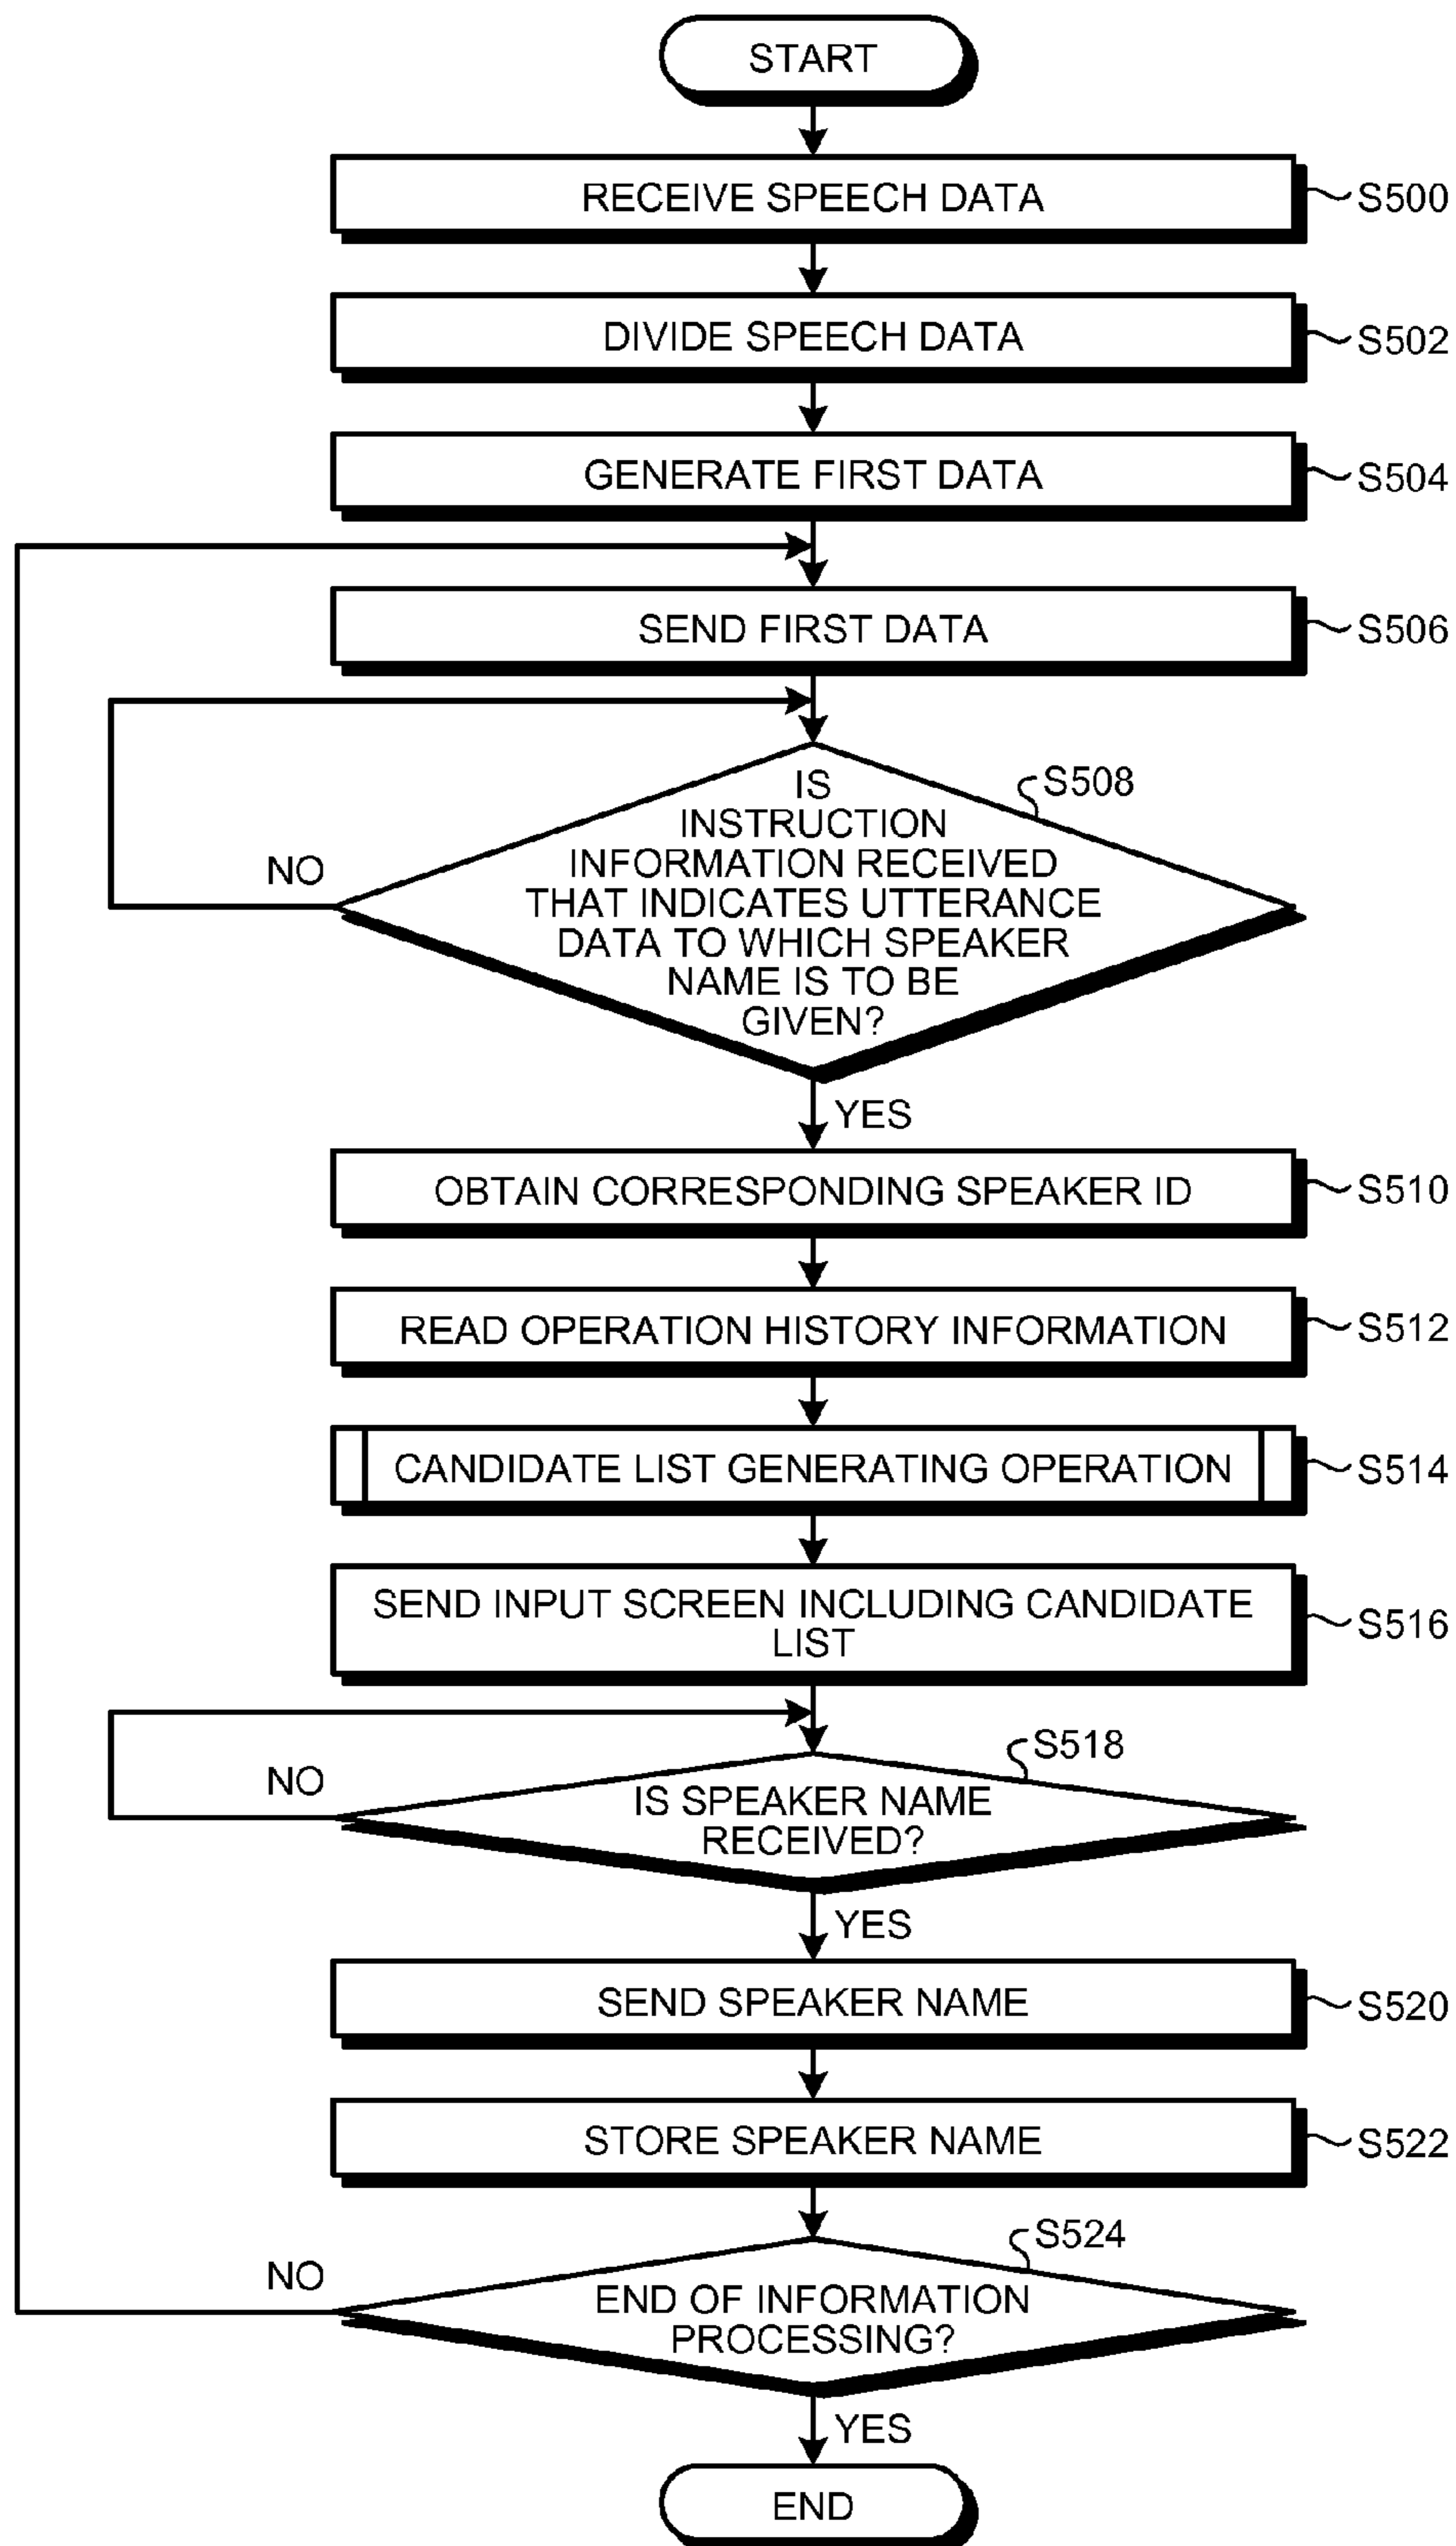 START
RECEIVE SPEECH DATA
S500
DIVIDE SPEECH DATA
S502
GENERATE FIRST DATA
S504
SEND FIRST DATA
S506
S508
IS
INSTRUCTION
INFORMATION RECEIVED
THAT INDICATES UTTERANCE
DATA TO WHICH SPEAKER
NAME IS TO BE
GIVEN?
NO
YES
OBTAIN CORRESPONDING SPEAKER ID
S510
READ OPERATION HISTORY INFORMATION
S512
CANDIDATE LIST GENERATING OPERATION
S514
SEND INPUT SCREEN INCLUDING CANDIDATE
LIST
S516
S518
IS SPEAKER NAME
RECEIVED?
NO
YES
SEND SPEAKER NAME
S520
STORE SPEAKER NAME
S522
S524
END OF INFORMATION
PROCESSING?
NO
YES
END